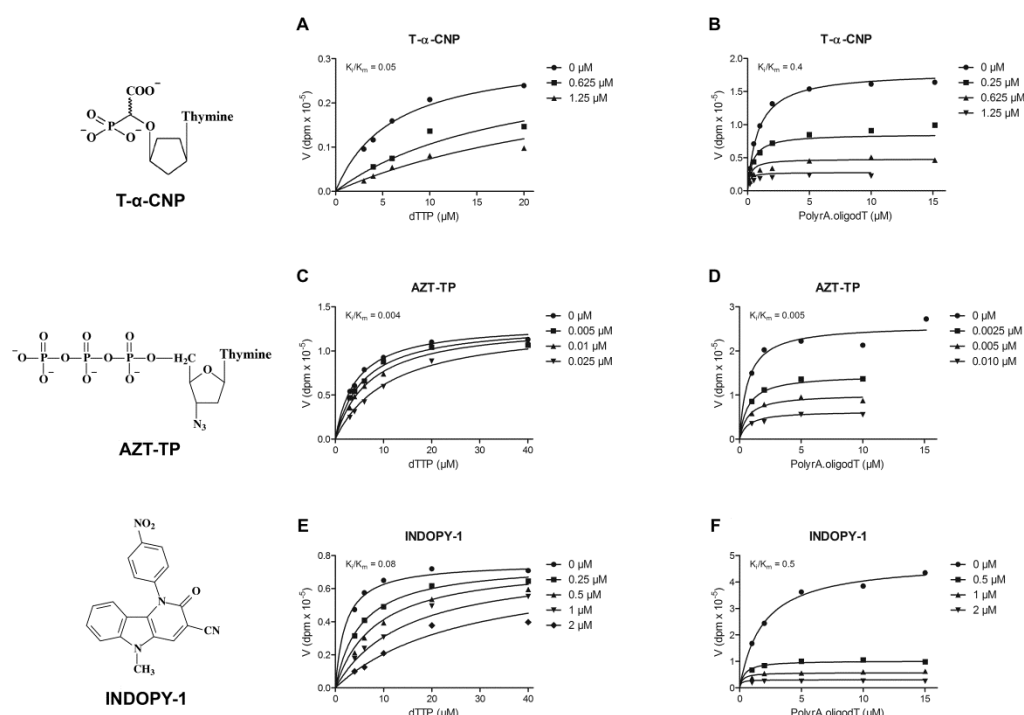 A
T-α-CNP
Ki/Km = 0.05
0 µM
0.625 µM
1.25 µM
V (dpm x 10-5)
0.3
0.2
0.1
0.0
0 5 10 15 20
dTTP (µM)
B
T-α-CNP
Ki/Km = 0.4
0 µM
0.25 µM
0.625 µM
1.25 µM
V (dpm x 10-5)
2.0
1.5
1.0
0.5
0.0
0 5 10 15
PolyrA.oligodT (µM)
COO−
−O
P
O
O−
O
Thymine
T-α-CNP
C
AZT-TP
Ki/Km = 0.004
0 µM
0.005 µM
0.01 µM
0.025 µM
V (dpm x 10-5)
1.5
1.0
0.5
0.0
0 10 20 30 40
dTTP (µM)
D
AZT-TP
Ki/Km = 0.005
0 µM
0.0025 µM
0.005 µM
0.010 µM
V (dpm x 10-5)
3
2
1
0
0 5 10 15
PolyrA.oligodT (µM)
O O O
−O P O P O P O H2C
O− O− O−
Thymine
O
N3
AZT-TP
E
INDOPY-1
Ki/Km = 0.08
0 µM
0.25 µM
0.5 µM
1 µM
2 µM
V (dpm x 10-5)
0.8
0.6
0.4
0.2
0.0
0 10 20 30 40
dTTP (µM)
F
INDOPY-1
Ki/Km = 0.5
0 µM
0.5 µM
1 µM
2 µM
V (dpm x 10-5)
5
4
3
2
1
0
0 5 10 15
PolyrA.oligodT (µM)
NO2
N O
CN
N
CH3
INDOPY-1